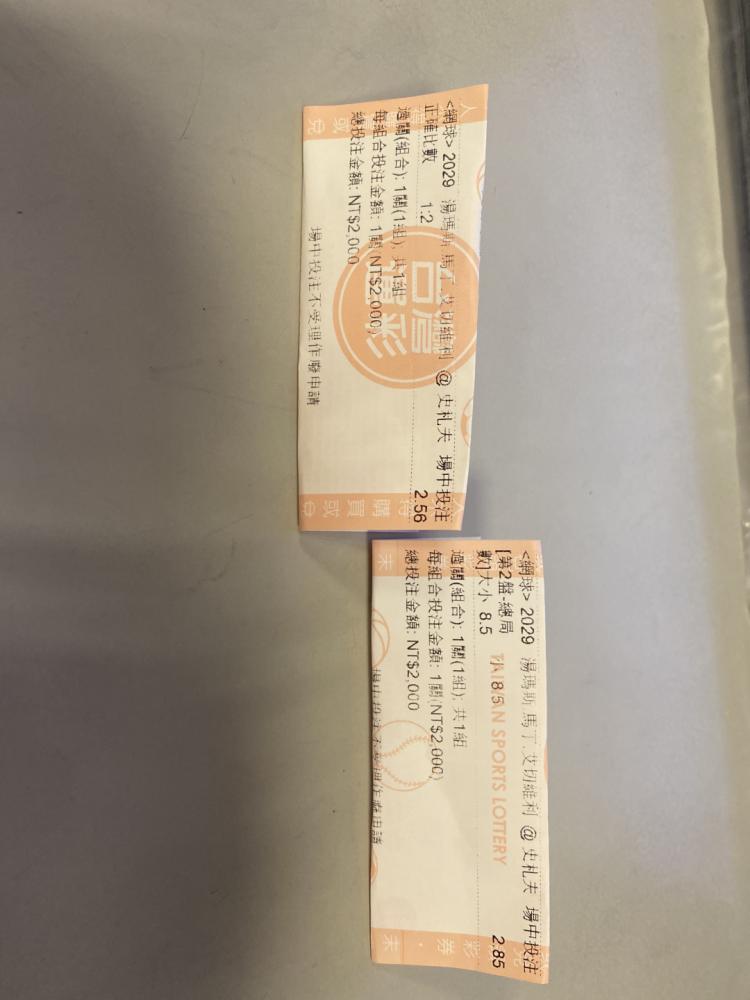 <網球> 2029 湯瑪斯 馬丁.艾切維利 @ 史札夫 場中投注
正確比數 1:2 2.56
過關(組合): 1關(1組); 共1組
每組合投注金額: 1關(NT$2,000)
總投注金額: NT$2,000
場中投注不受理作廢申請
台灣
運彩
<網球> 2029 湯瑪斯 馬丁.艾切維利 @ 史札夫 場中投注
[第2盤-總局
數]大小 8.5 8.5 2.85
TAIWAN SPORTS LOTTERY
過關(組合): 1關(1組); 共1組
每組合投注金額: 1關(NT$2,000)
總投注金額: NT$2,000
場中投注不受理作廢申請